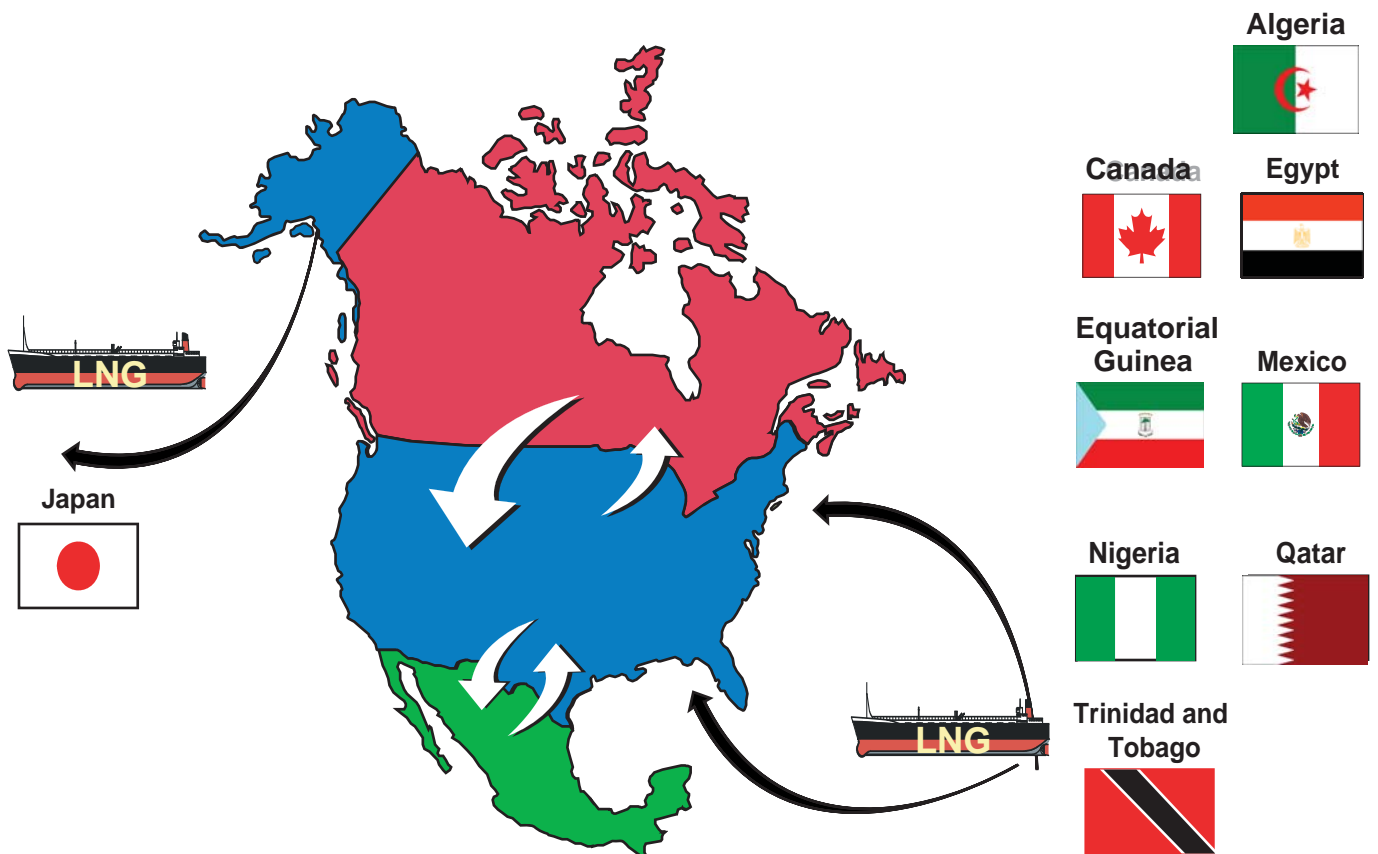 Algeria
Canada
Egypt
Equatorial
Guinea
Mexico
LNG
Japan
Nigeria
Qatar
LNG
Trinidad and
Tobago